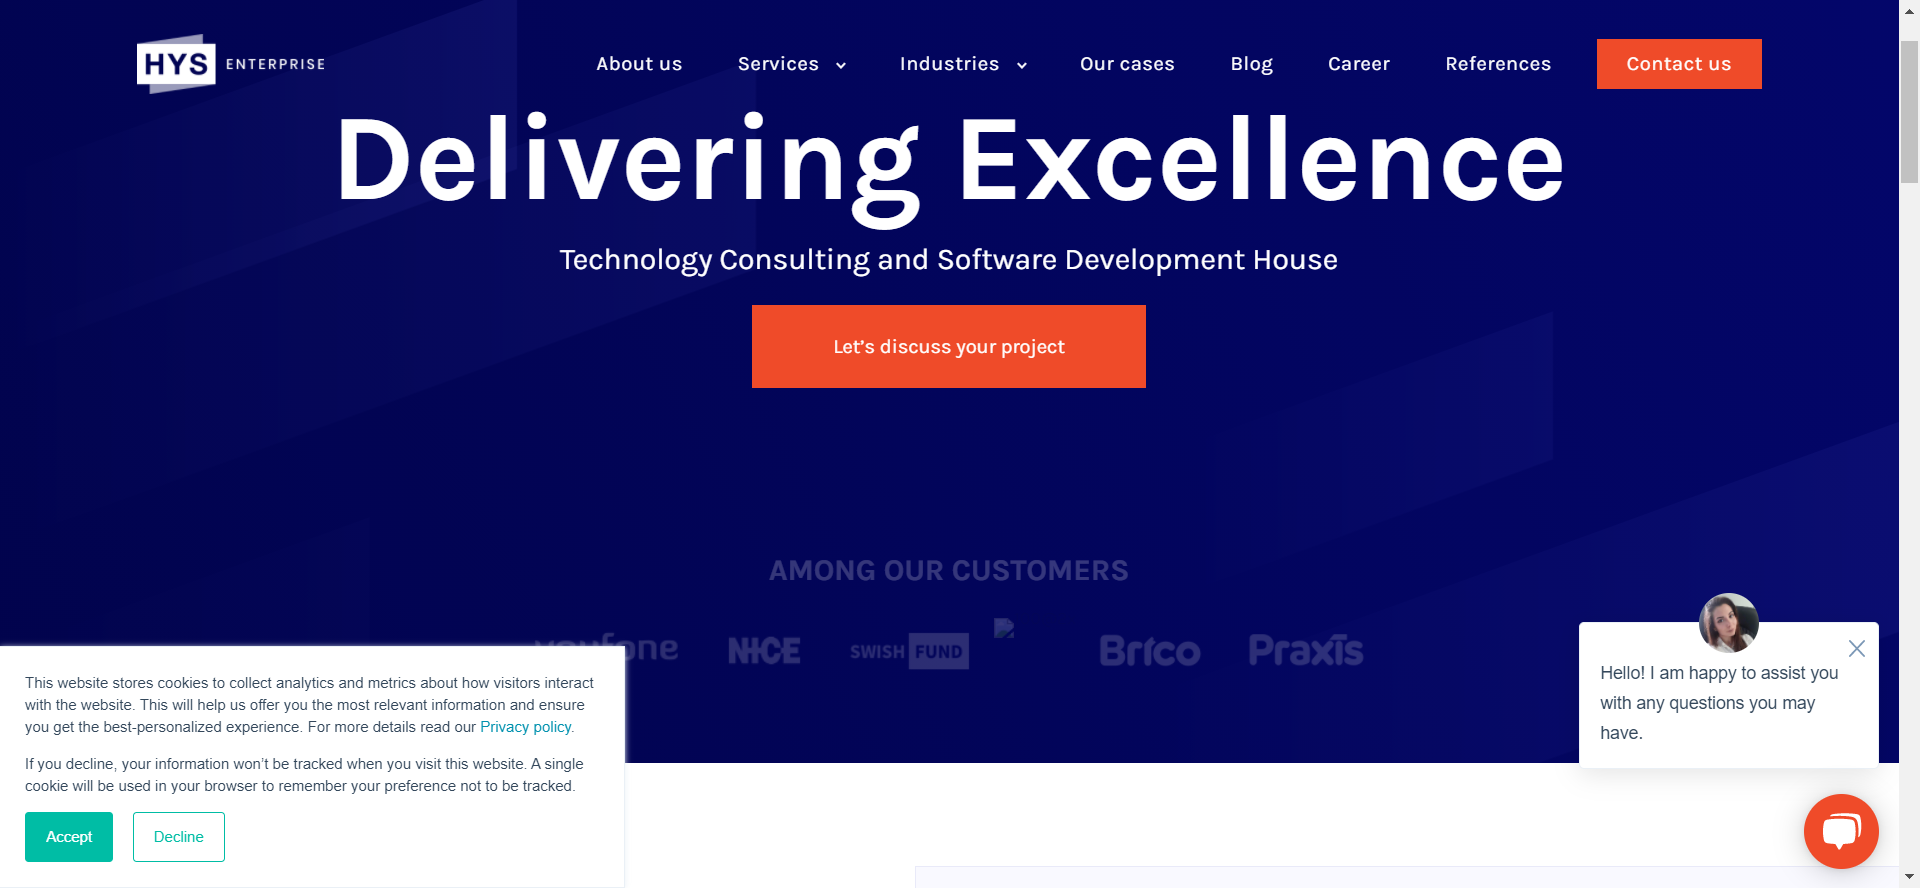 HYS ENTERPRISE
About us Services Industries Our cases Blog Career References Contact us
Delivering Excellence
Technology Consulting and Software Development House
Let’s discuss your project
AMONG OUR CUSTOMERS
youfone NICE SWISH FUND Brico Praxis
This website stores cookies to collect analytics and metrics about how visitors interact
with the website. This will help us offer you the most relevant information and ensure
you get the best-personalized experience. For more details read our Privacy policy.
If you decline, your information won’t be tracked when you visit this website. A single
cookie will be used in your browser to remember your preference not to be tracked.
Accept Decline
Hello! I am happy to assist you
with any questions you may
have.